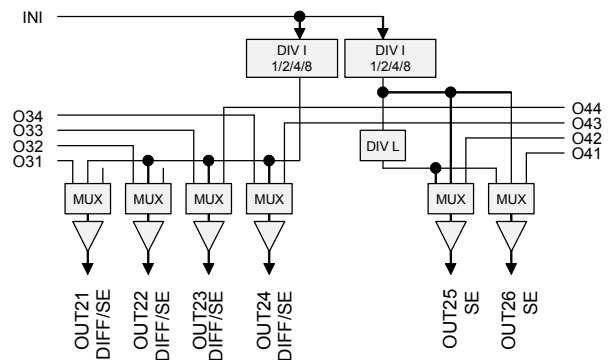 INI
DIV I
1/2/4/8
DIV I
1/2/4/8
O34
O33
O32
O31
O44
O43
O42
O41
DIV L
MUX
MUX
MUX
MUX
MUX
MUX
OUT21
DIFF/SE
OUT22
DIFF/SE
OUT23
DIFF/SE
OUT24
DIFF/SE
OUT25
SE
OUT26
SE